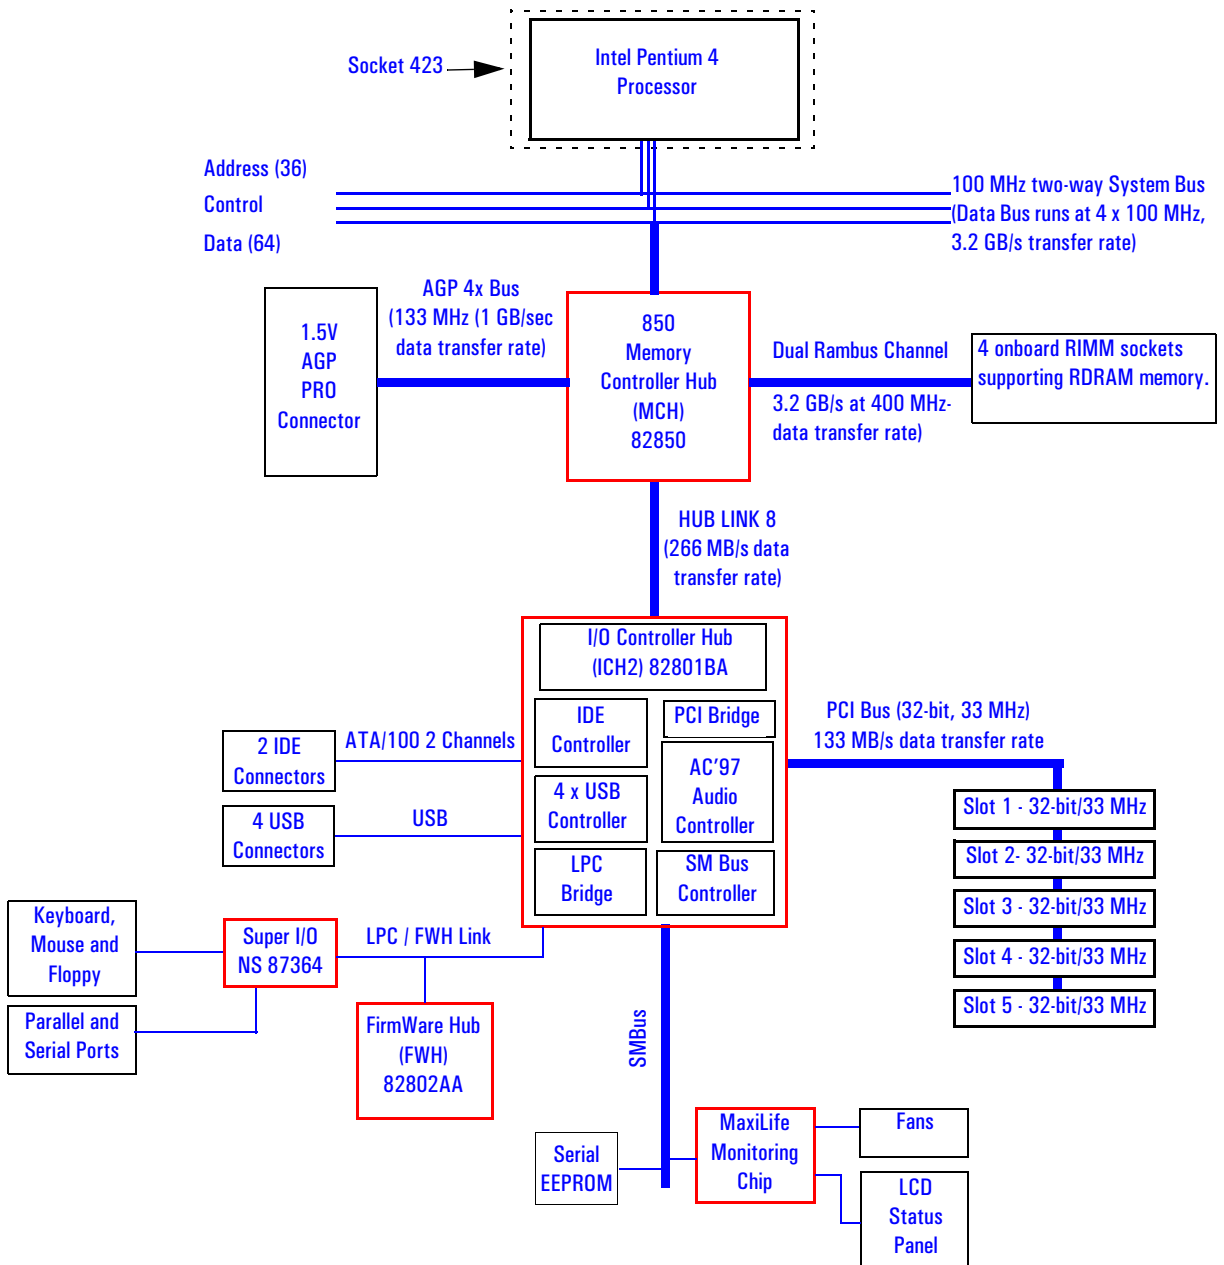 Socket 423
Intel Pentium 4
Processor
Address (36)
Control
Data (64)
100 MHz two-way System Bus
(Data Bus runs at 4 x 100 MHz,
3.2 GB/s transfer rate)
AGP 4x Bus
(133 MHz (1 GB/sec
data transfer rate)
1.5V
AGP
PRO
Connector
850
Memory
Controller Hub
(MCH)
82850
Dual Rambus Channel
3.2 GB/s at 400 MHz-
data transfer rate)
4 onboard RIMM sockets
supporting RDRAM memory.
HUB LINK 8
(266 MB/s data
transfer rate)
I/O Controller Hub
(ICH2) 82801BA
IDE
Controller
PCI Bridge
AC’97
Audio
Controller
4 x USB
Controller
LPC
Bridge
SM Bus
Controller
PCI Bus (32-bit, 33 MHz)
133 MB/s data transfer rate
2 IDE
Connectors
ATA/100 2 Channels
4 USB
Connectors
USB
Slot 1 - 32-bit/33 MHz
Slot 2- 32-bit/33 MHz
Slot 3 - 32-bit/33 MHz
Slot 4 - 32-bit/33 MHz
Slot 5 - 32-bit/33 MHz
Keyboard,
Mouse and
Floppy
Super I/O
NS 87364
LPC / FWH Link
Parallel and
Serial Ports
FirmWare Hub
(FWH)
82802AA
SMBus
Serial
EEPROM
MaxiLife
Monitoring
Chip
Fans
LCD
Status
Panel